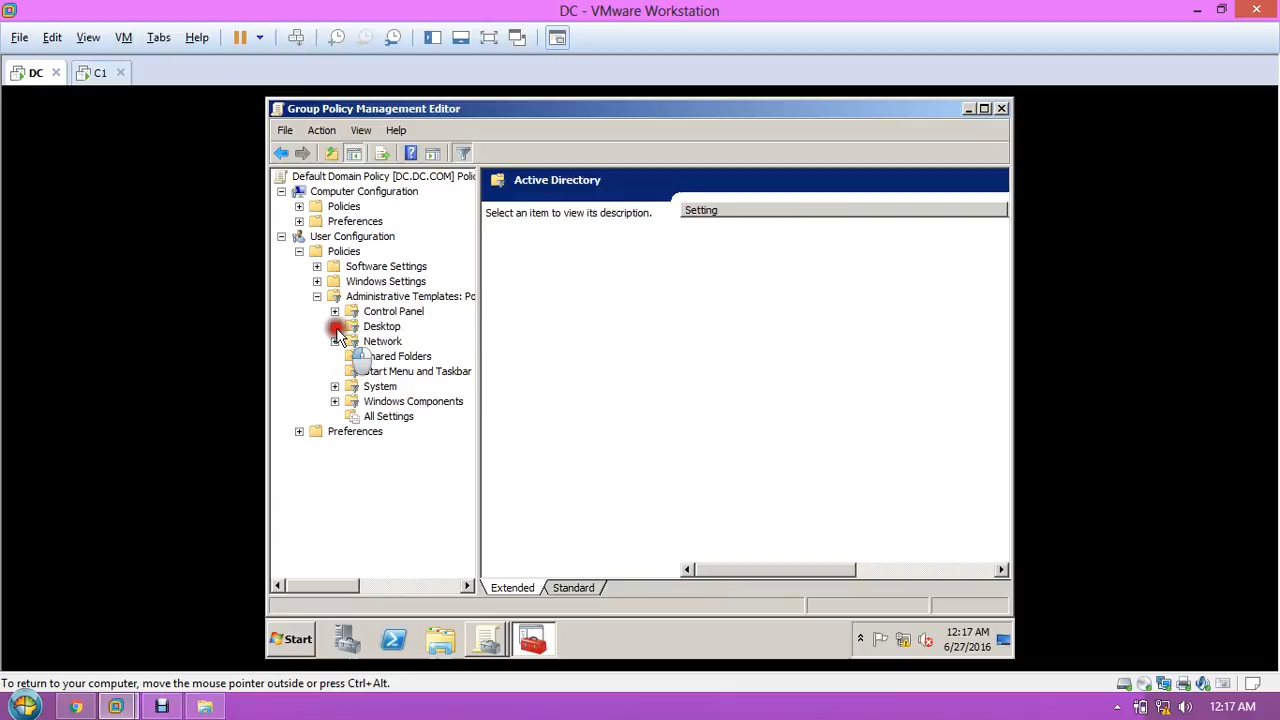 DC - VMware Workstation
File Edit View VM Tabs Help
DC C1
Group Policy Management Editor
File Action View Help
Default Domain Policy [DC.DC.COM] Polic
Computer Configuration
Policies
Preferences
User Configuration
Policies
Software Settings
Windows Settings
Administrative Templates: Po
Control Panel
Desktop
Network
hared Folders
tart Menu and Taskbar
System
Windows Components
All Settings
Preferences
Active Directory
Select an item to view its description.
Setting
Extended Standard
Start
12:17 AM
6/27/2016
To return to your computer, move the mouse pointer outside or press Ctrl+Alt.
12:17 AM